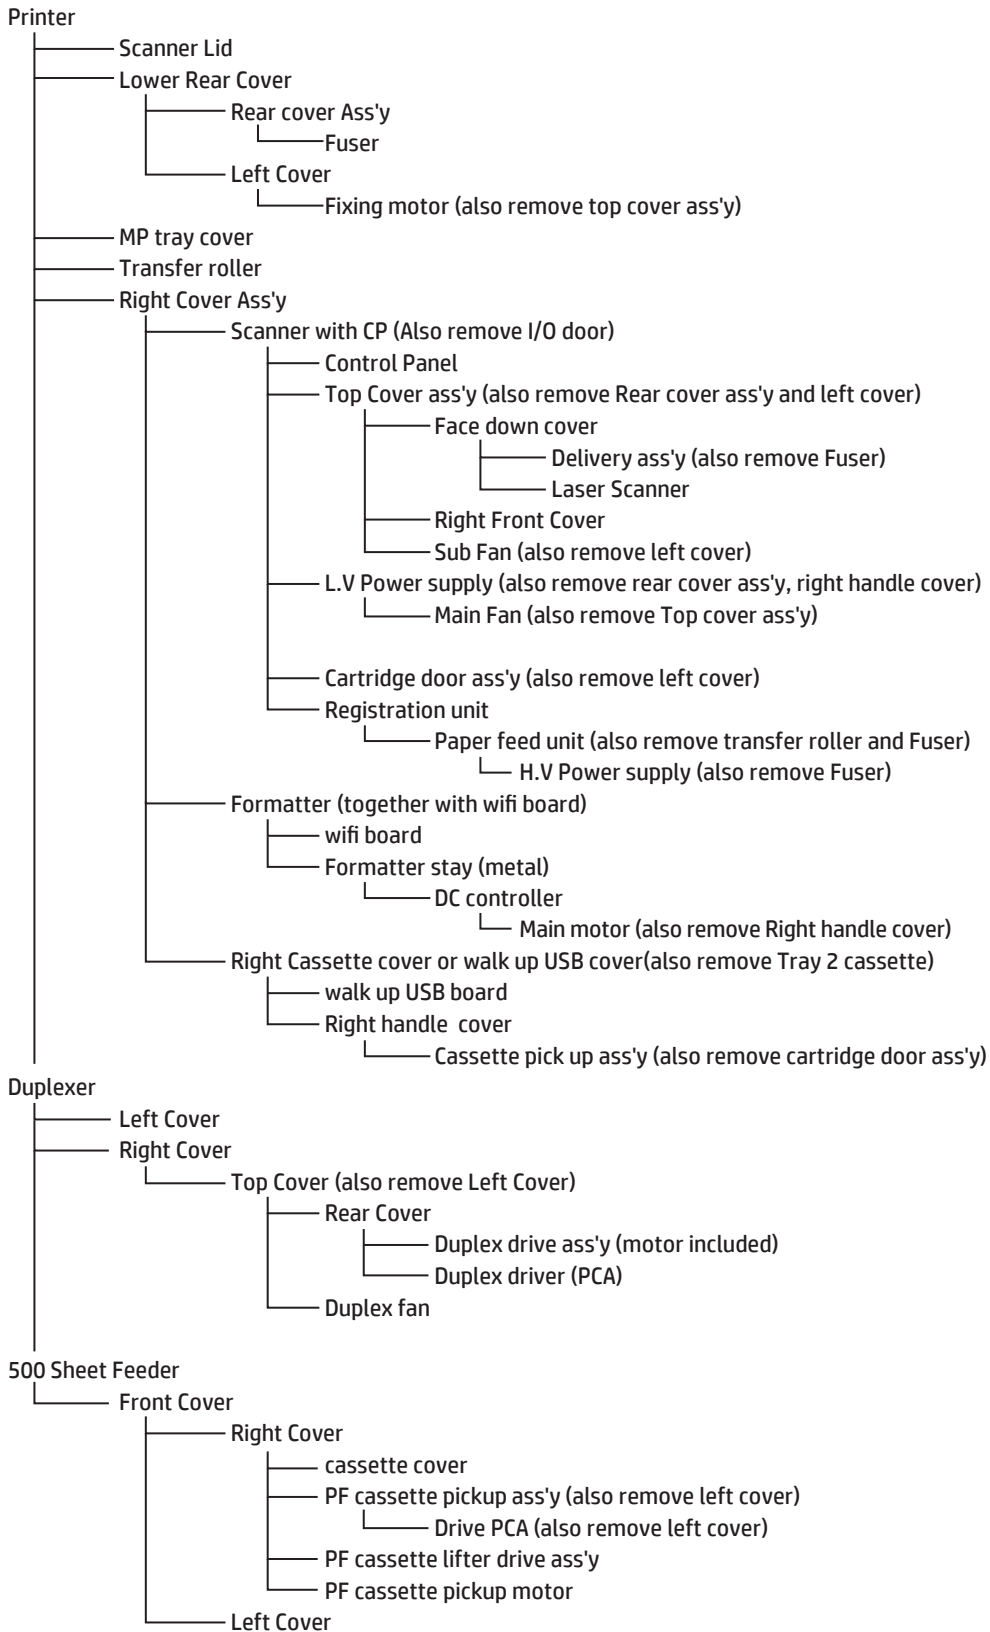 Printer
Scanner Lid
Lower Rear Cover
Rear cover Ass'y
Fuser
Left Cover
Fixing motor (also remove top cover ass'y)
MP tray cover
Transfer roller
Right Cover Ass'y
Scanner with CP (Also remove I/O door)
Control Panel
Top Cover ass'y (also remove Rear cover ass'y and left cover)
Face down cover
Delivery ass'y (also remove Fuser)
Laser Scanner
Right Front Cover
Sub Fan (also remove left cover)
L.V Power supply (also remove rear cover ass'y, right handle cover)
Main Fan (also remove Top cover ass'y)
Cartridge door ass'y (also remove left cover)
Registration unit
Paper feed unit (also remove transfer roller and Fuser)
H.V Power supply (also remove Fuser)
Formatter (together with wifi board)
wifi board
Formatter stay (metal)
DC controller
Main motor (also remove Right handle cover)
Right Cassette cover or walk up USB cover(also remove Tray 2 cassette)
walk up USB board
Right handle  cover
Cassette pick up ass'y (also remove cartridge door ass'y)
Duplexer
Left Cover
Right Cover
Top Cover (also remove Left Cover)
Rear Cover
Duplex drive ass'y (motor included)
Duplex driver (PCA)
Duplex fan
500 Sheet Feeder
Front Cover
Right Cover
cassette cover
PF cassette pickup ass'y (also remove left cover)
Drive PCA (also remove left cover)
PF cassette lifter drive ass'y
PF cassette pickup motor
Left Cover